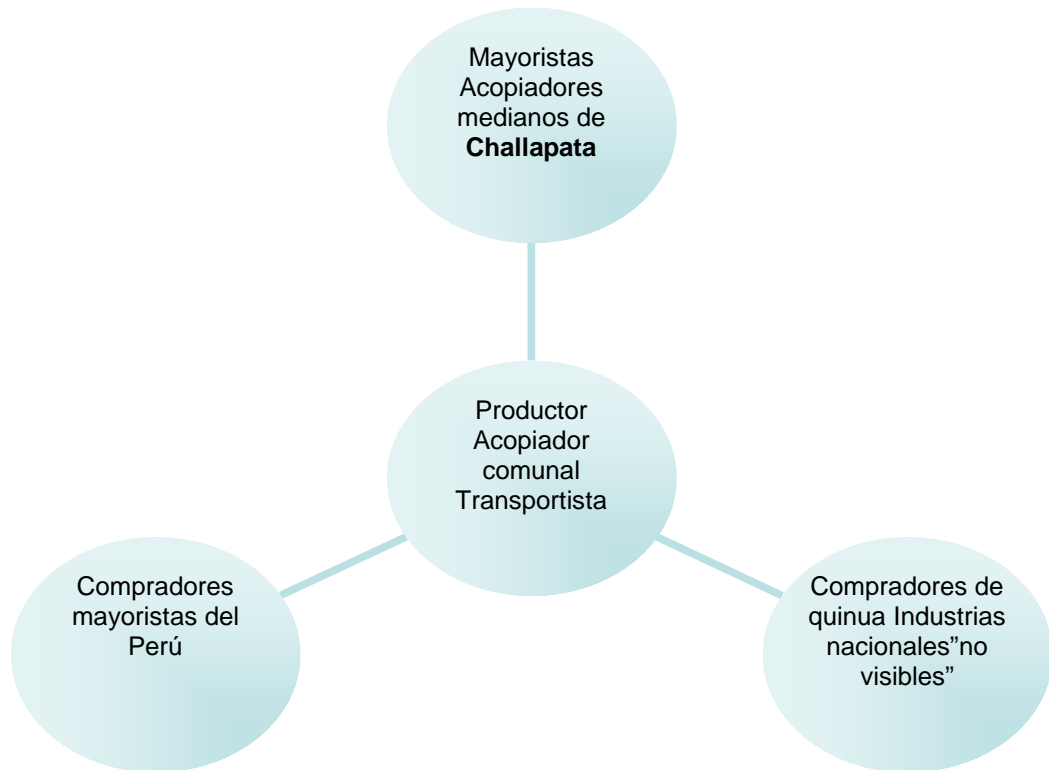 Mayoristas
Acopiadores
medianos de
Challapata
Productor
Acopiador
comunal
Transportista
Compradores
mayoristas del
Perú
Compradores de
quinua Industrias
nacionales”no
visibles”